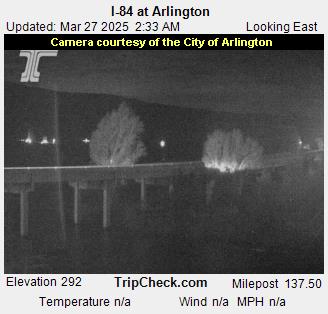 I-84 at Arlington
Updated: Mar 27 2025 2:33 AM Looking East
Camera courtesy of the City of Arlington
Elevation 292 TripCheck.com Milepost 137.50
Temperature n/a Wind n/a MPH n/a